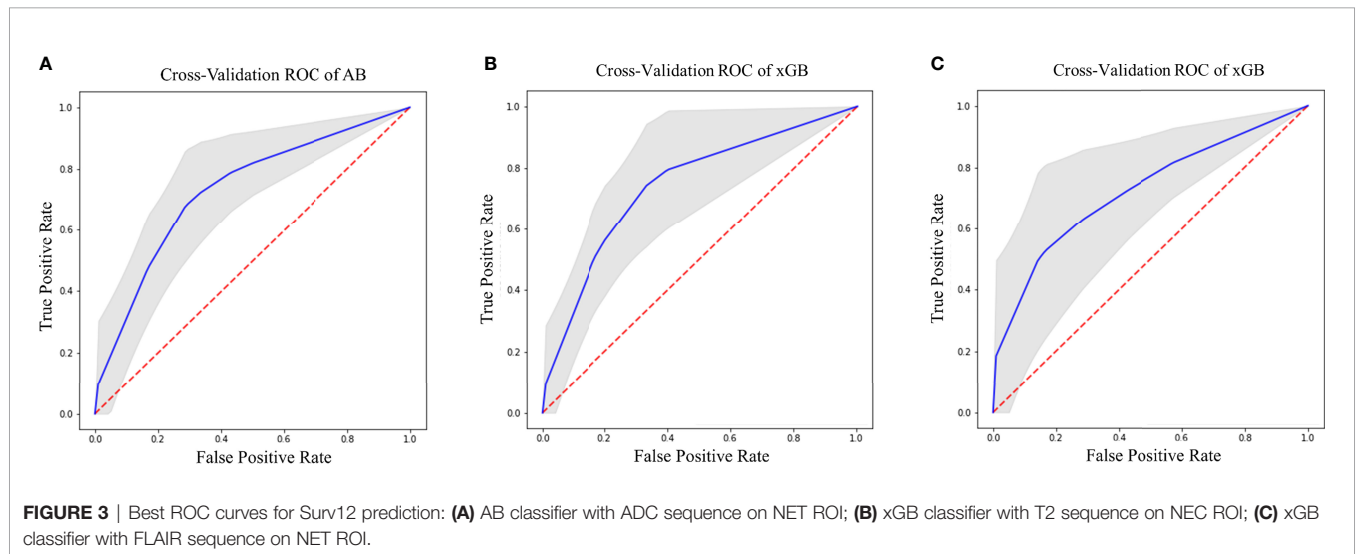 A
Cross-Validation ROC of AB
1.0
0.8
0.6
0.4
0.2
0.0
True Positive Rate
0.0 0.2 0.4 0.6 0.8 1.0
False Positive Rate
B
Cross-Validation ROC of xGB
1.0
0.8
0.6
0.4
0.2
0.0
True Positive Rate
0.0 0.2 0.4 0.6 0.8 1.0
False Positive Rate
C
Cross-Validation ROC of xGB
1.0
0.8
0.6
0.4
0.2
0.0
True Positive Rate
0.0 0.2 0.4 0.6 0.8 1.0
False Positive Rate
FIGURE 3 | Best ROC curves for Surv12 prediction: (A) AB classifier with ADC sequence on NET ROI; (B) xGB classifier with T2 sequence on NEC ROI; (C) xGB
classifier with FLAIR sequence on NET ROI.